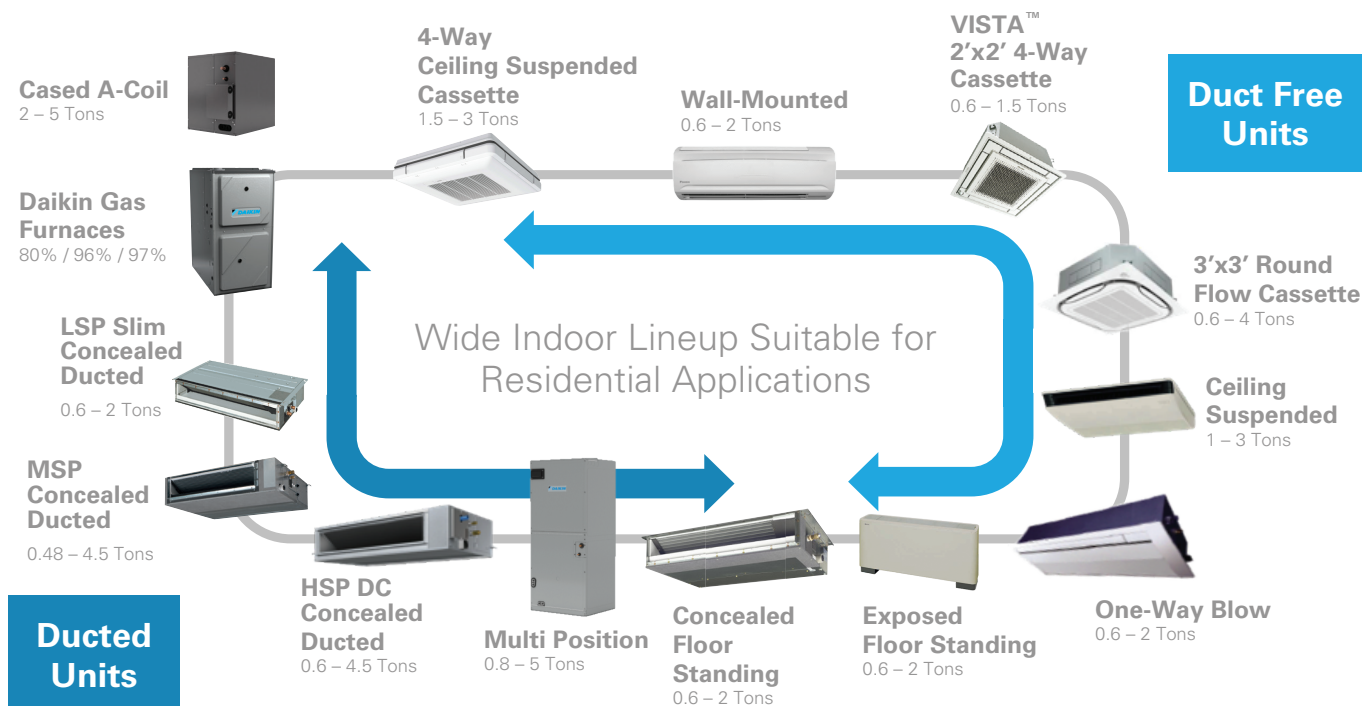 Cased A-Coil
2 – 5 Tons
4-Way
Ceiling Suspended
Cassette
1.5 – 3 Tons
Wall-Mounted
0.6 – 2 Tons
VISTA™
2’x2’ 4-Way
Cassette
0.6 – 1.5 Tons
Duct Free
Units
Daikin Gas
Furnaces
80% / 96% / 97%
DAIKIN
3’x3’ Round
Flow Cassette
0.6 – 4 Tons
LSP Slim
Concealed
Ducted
0.6 – 2 Tons
Wide Indoor Lineup Suitable for
Residential Applications
Ceiling
Suspended
1 – 3 Tons
MSP
Concealed
Ducted
0.48 – 4.5 Tons
DAIKIN
HSP DC
Concealed
Ducted
0.6 – 4.5 Tons
Multi Position
0.8 – 5 Tons
Concealed
Floor
Standing
0.6 – 2 Tons
Exposed
Floor Standing
0.6 – 2 Tons
One-Way Blow
0.6 – 2 Tons
Ducted
Units